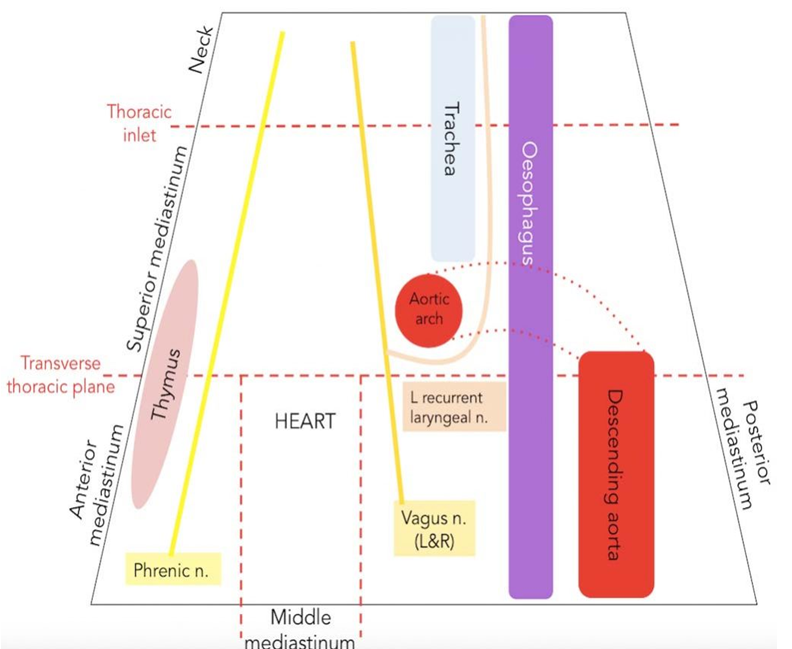 Neck
Thoracic
inlet
Trachea
Oesophagus
Superior mediastinum
Aortic
arch
Transverse
thoracic plane
Thymus
HEART
L recurrent
laryngeal n.
Descending aorta
Anterior
mediastinum
Posterior
mediastinum
Vagus n.
(L&R)
Phrenic n.
Middle
mediastinum